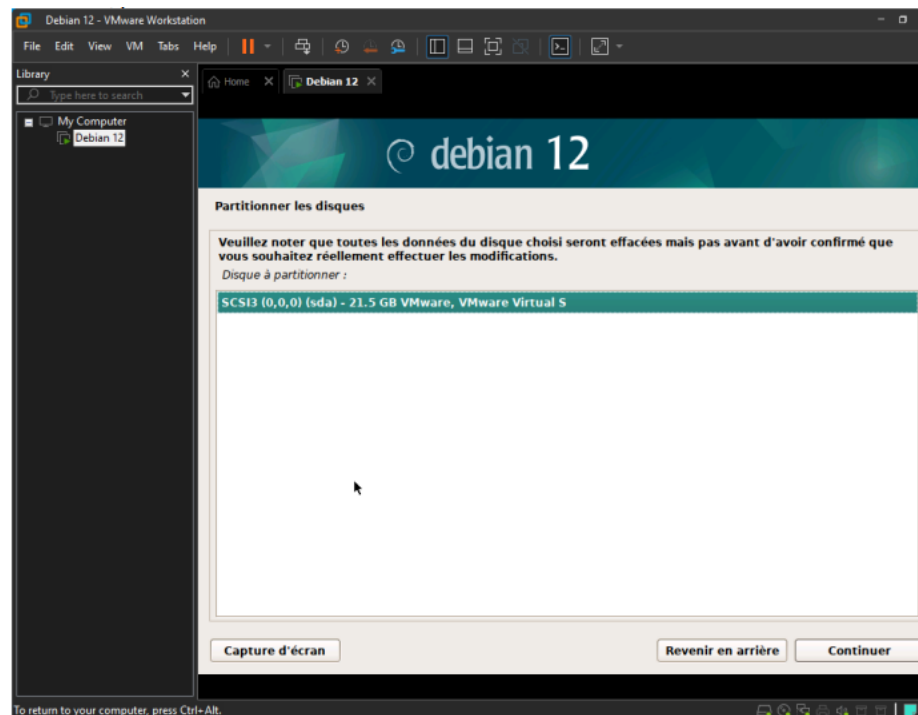 Debian 12 - VMware Workstation
File Edit View VM Tabs Help
Library
Type here to search
My Computer
Debian 12
Home
Debian 12
debian 12
Partitionner les disques
Veuillez noter que toutes les données du disque choisi seront effacées mais pas avant d'avoir confirmé que
vous souhaitez réellement effectuer les modifications.
Disque à partitionner :
SCSI3 (0,0,0) (sda) - 21.5 GB VMware, VMware Virtual S
Capture d'écran
Revenir en arrière
Continuer
To return to your computer, press Ctrl+Alt.